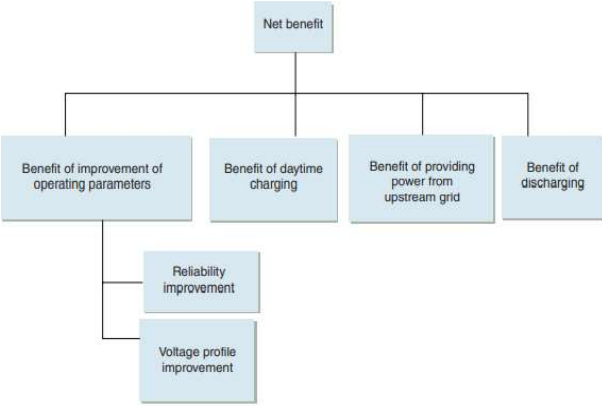 Net benefit
Benefit of improvement of
operating parameters
Benefit of daytime
charging
Benefit of providing
power from
upstream grid
Benefit of
discharging
Reliability
improvement
Voltage profile
improvement